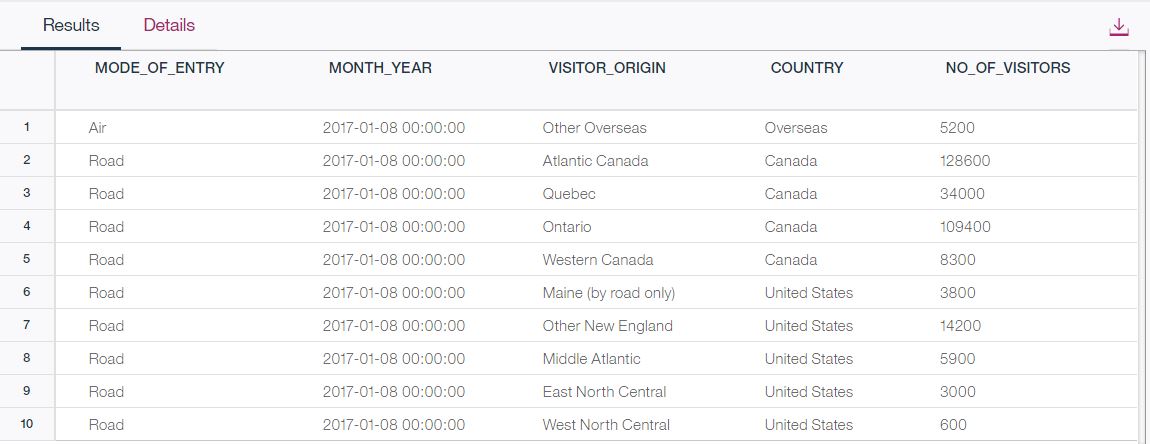 Results Details
MODE_OF_ENTRY MONTH_YEAR VISITOR_ORIGIN COUNTRY NO_OF_VISITORS
1 Air 2017-01-08 00:00:00 Other Overseas Overseas 5200
2 Road 2017-01-08 00:00:00 Atlantic Canada Canada 128600
3 Road 2017-01-08 00:00:00 Quebec Canada 34000
4 Road 2017-01-08 00:00:00 Ontario Canada 109400
5 Road 2017-01-08 00:00:00 Western Canada Canada 8300
6 Road 2017-01-08 00:00:00 Maine (by road only) United States 3800
7 Road 2017-01-08 00:00:00 Other New England United States 14200
8 Road 2017-01-08 00:00:00 Middle Atlantic United States 5900
9 Road 2017-01-08 00:00:00 East North Central United States 3000
10 Road 2017-01-08 00:00:00 West North Central United States 600